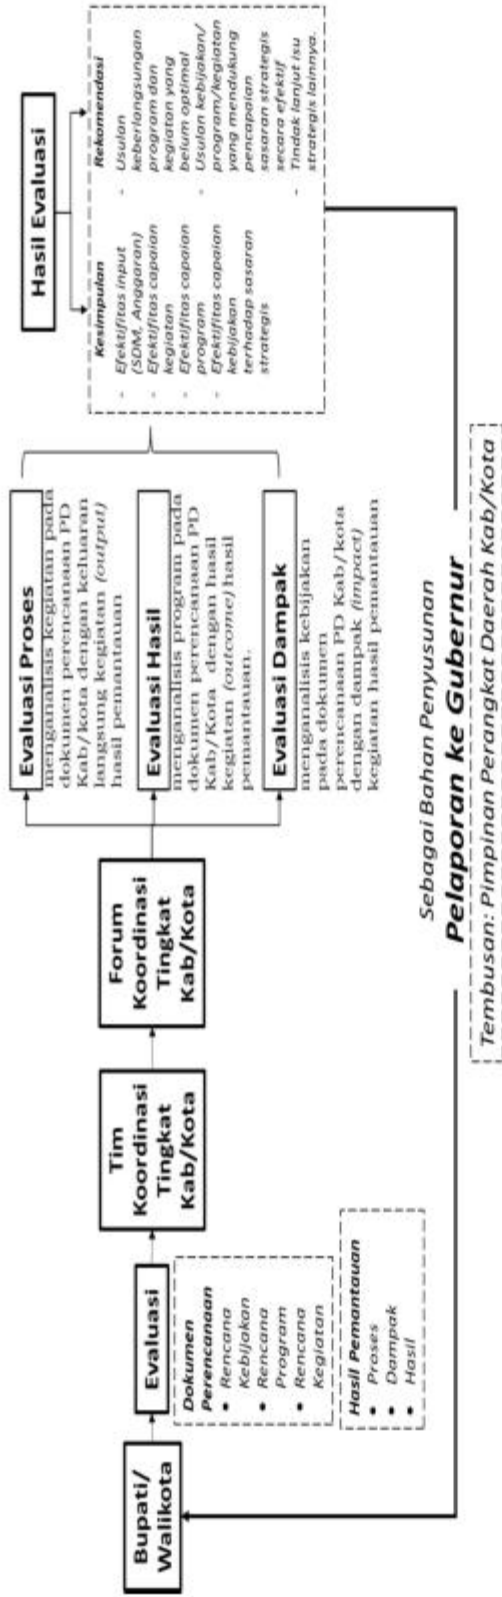 Bupati/
Walikota
Evaluasi
Dokumen
Perencanaan
• Rencana
Kebijakan
• Rencana
Program
• Rencana
Kegiatan
Hasil Pemantauan
• Proses
• Dampak
• Hasil
Tim
Koordinasi
Tingkat
Kab/Kota
Forum
Koordinasi
Tingkat
Kab/Kota
Evaluasi Proses
menganalisis kegiatan pada
dokumen perencanaan PD
Kab/kota dengan keluaran
langsung kegiatan (output)
hasil pemantauan
Evaluasi Hasil
menganalisis program pada
dokumen perencanaan PD
Kab/Kota dengan hasil
kegiatan (outcome) hasil
pemantauan.
Evaluasi Dampak
menganalisis kebijakan
pada dokumen
perencanaan PD Kab/kota
dengan dampak (impact)
kegiatan hasil pemantauan
Hasil Evaluasi
Kesimpulan
- Efektifitas input
(SDM, Anggaran)
- Efektifitas capaian
kegiatan
- Efektifitas capaian
program
- Efektifitas capaian
kebijakan
terhadap sasaran
strategis
Rekomendasi
- Usulan
keberlangsungan
program dan
kegiatan yang
belum optimal
- Usulan kebijakan/
program/kegiatan
yang mendukung
pencapaian
sasaran strategis
secara efektif
- Tindak lanjut isu
strategis lainnya.
Sebagai Bahan Penyusunan
Pelaporan ke Gubernur
Tembusan: Pimpinan Perangkat Daerah Kab/Kota